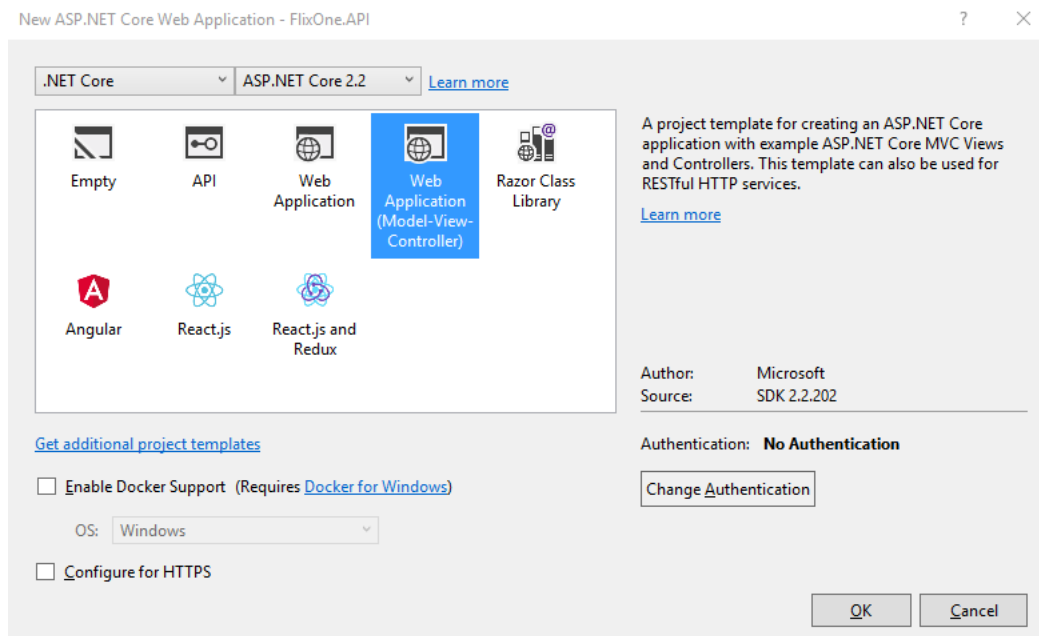 New ASP.NET Core Web Application - FlixOne.API
?
.NET Core
ASP.NET Core 2.2
Learn more
Empty
API
Web
Application
Web
Application
(Model-View-
Controller)
Razor Class
Library
Angular
React.js
React.js and
Redux
A project template for creating an ASP.NET Core
application with example ASP.NET Core MVC Views
and Controllers. This template can also be used for
RESTful HTTP services.
Learn more
Author: Microsoft
Source: SDK 2.2.202
Get additional project templates
Authentication: No Authentication
Enable Docker Support (Requires Docker for Windows)
Change Authentication
OS: Windows
Configure for HTTPS
OK
Cancel